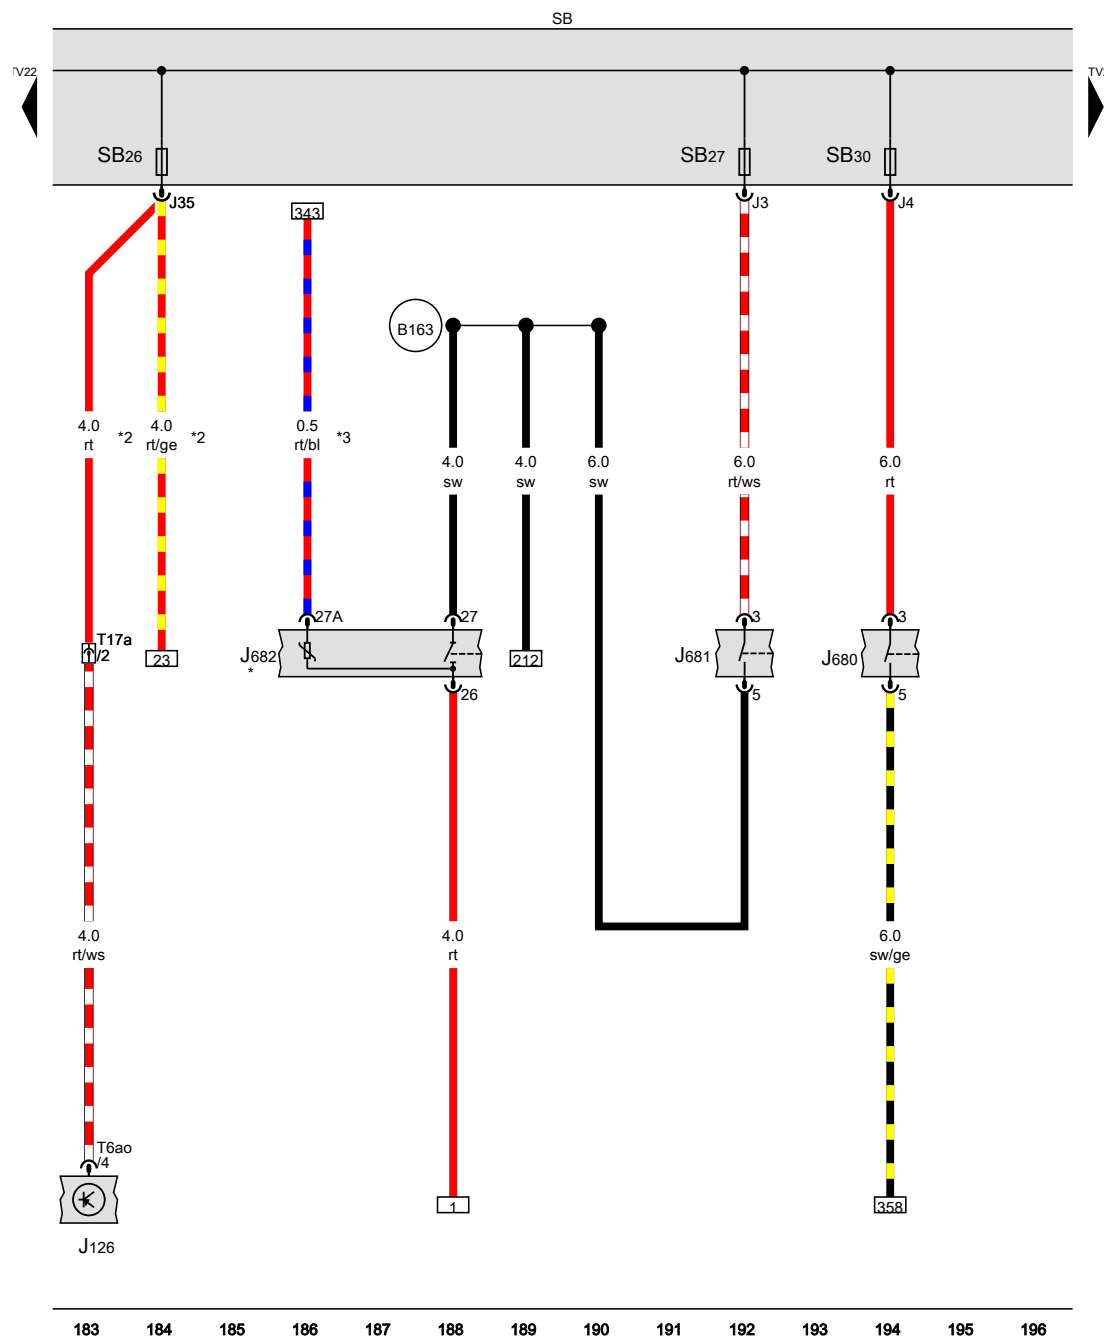 SB
TV22
TV
SB26
SB27
SB30
J35
J3
J4
343
B163
4.0
rt
*2
4.0
rt/ge
*2
0.5
rt/bl
*3
4.0
sw
4.0
sw
6.0
sw
6.0
rt/ws
6.0
rt
27A
27
3
3
T17a
/2
23
J682
*
212
J681
J680
26
5
5
4.0
rt/ws
4.0
rt
6.0
sw/ge
T6ao
/4
1
358
J126
183 184 185 186 187 188 189 190 191 192 193 194 195 196